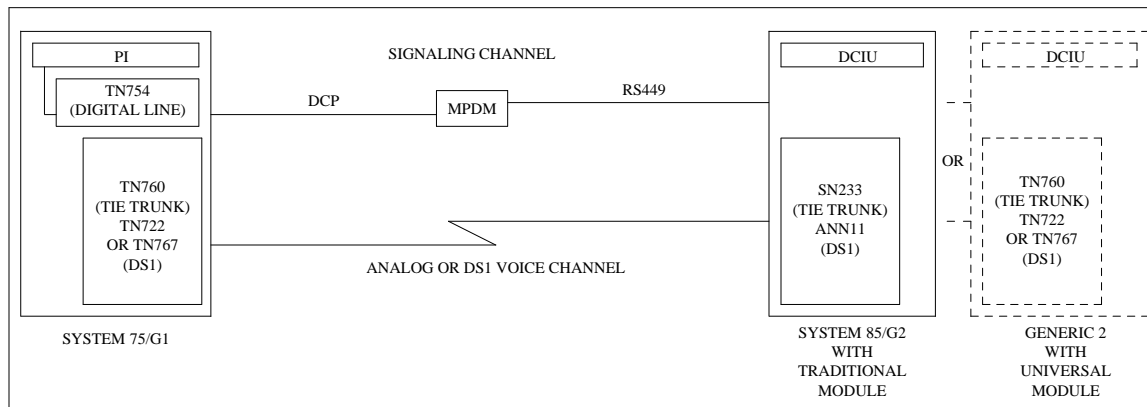 PI
TN754
(DIGITAL LINE)
TN760
(TIE TRUNK)
TN722
OR TN767
(DS1)
SYSTEM 75/G1
SIGNALING CHANNEL
DCP
MPDM
RS449
ANALOG OR DS1 VOICE CHANNEL
DCIU
SN233
(TIE TRUNK)
ANN11
(DS1)
SYSTEM 85/G2
WITH
TRADITIONAL
MODULE
OR
DCIU
TN760
(TIE TRUNK)
TN722
OR TN767
(DS1)
GENERIC 2
WITH
UNIVERSAL
MODULE